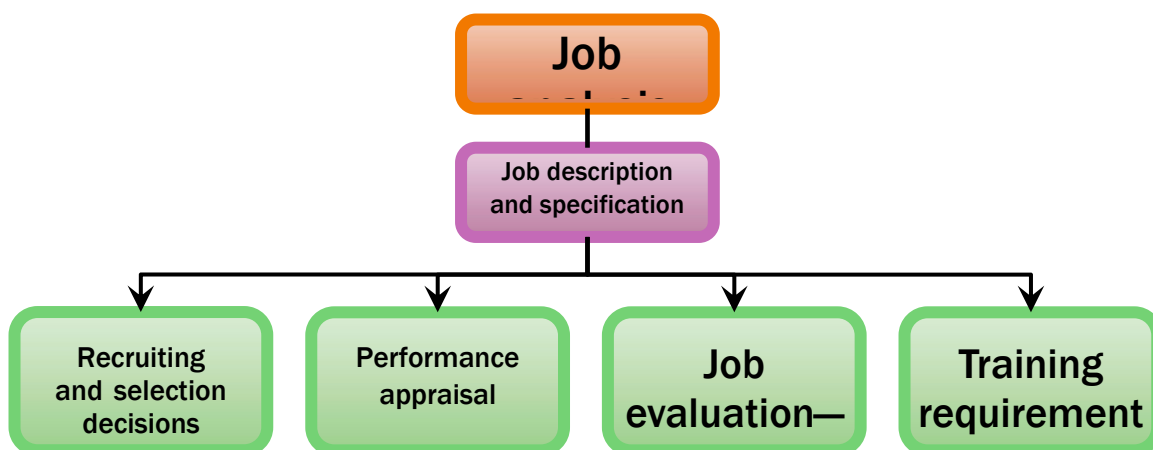 Job
Job description
and specification
Recruiting
and selection
decisions
Performance
appraisal
Job
evaluation—
Training
requirement